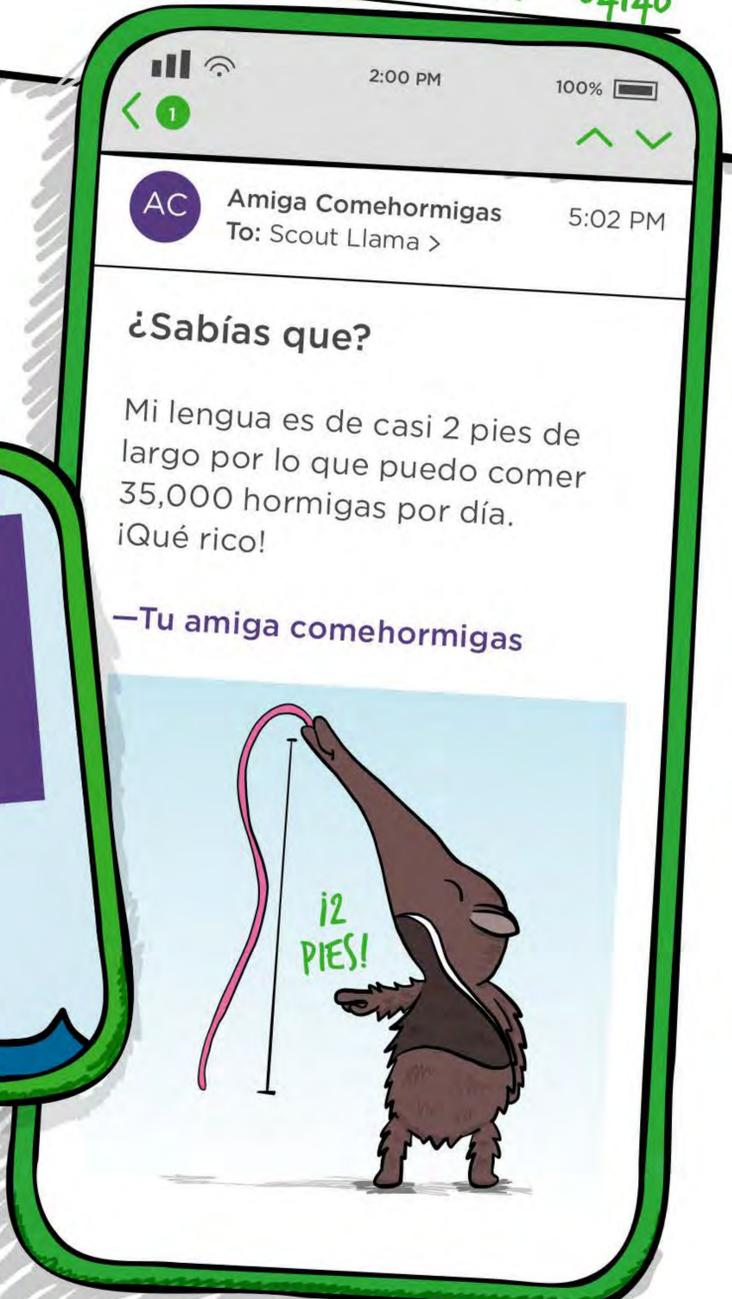 2:00 PM
100%
1
AC
Amiga Comehormigas
5:02 PM
To: Scout Llama >
¿Sabías que?
Mi lengua es de casi 2 pies de
largo por lo que puedo comer
35,000 hormigas por día.
¡Qué rico!
—Tu amiga comehormigas
¡2
PIES!